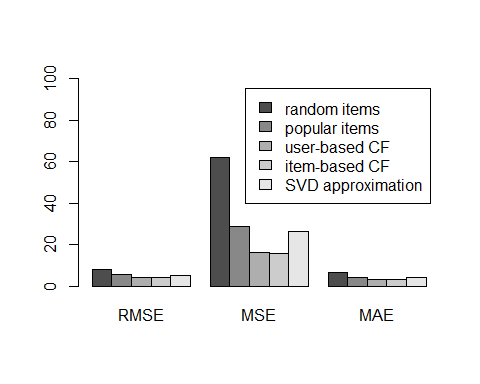 100
80
60
40
20
0
random items
popular items
user-based CF
item-based CF
SVD approximation
RMSE MSE MAE